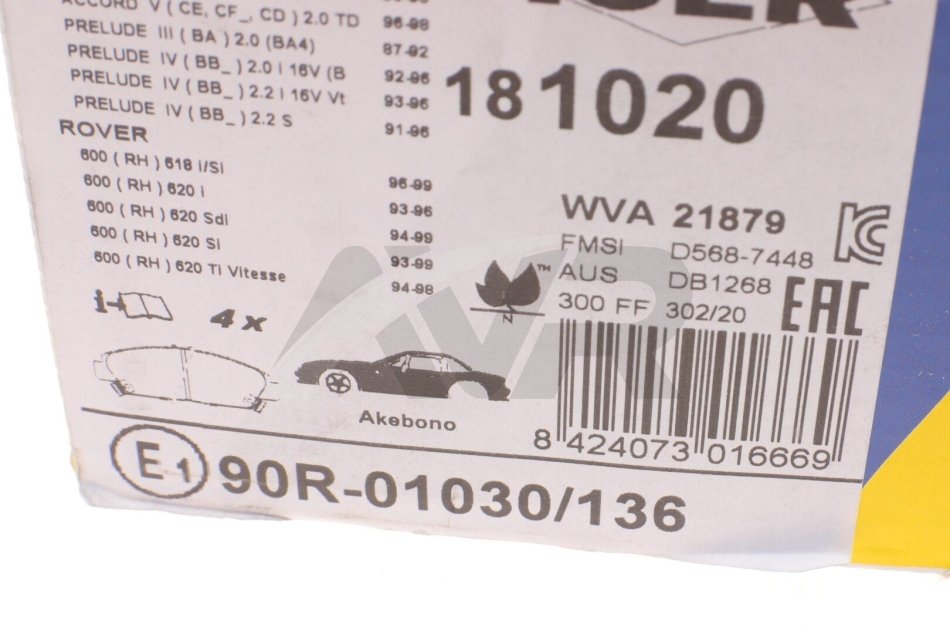 ACCORD V ( CE, CF_, CD ) 2.0 TD 96-98
PRELUDE III ( BA ) 2.0 (BA4) 87-92
PRELUDE IV ( BB_ ) 2.0 I 16V (B 92-96
PRELUDE IV ( BB_ ) 2.2 I 16V Vt 93-96
PRELUDE IV ( BB_ ) 2.2 S 91-96
ROVER
600 ( RH ) 618 I/SI 96-99
600 ( RH ) 620 I 93-96
600 ( RH ) 620 Sdi 94-99
600 ( RH ) 620 SI 93-99
600 ( RH ) 620 TI Vitesse 94-98
4 x
Akebono
181020
WVA 21879
FMSI D568-7448
AUS DB1268
300 FF 302/20
TM
N
KC
EAC
8 424073 016669
E1 90R-01030/136